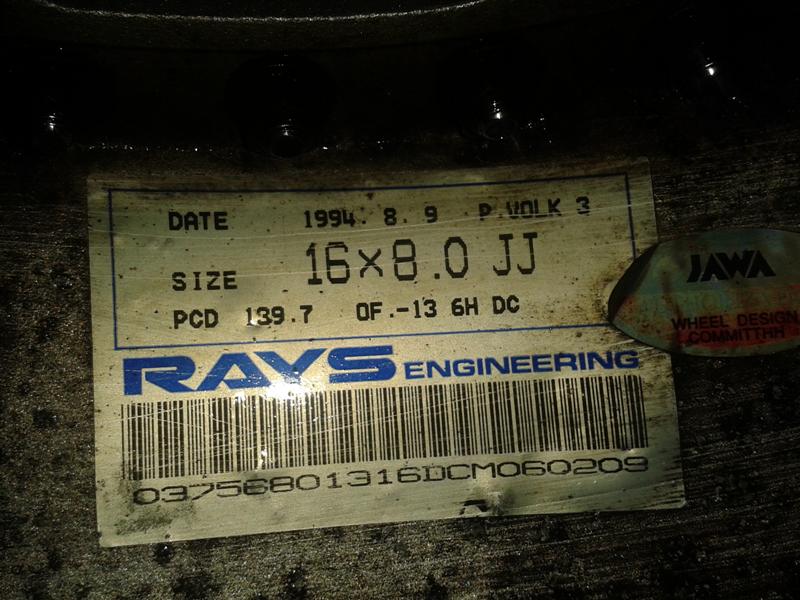 DATE 1994. 8. 9 P.VOLK 3
SIZE 16×8.0 JJ
PCD 139.7 OF.-13 6H DC
RAYS ENGINEERING
03756801316DCM060209
JAWA
WHEEL DESIGN
COMMITTHH